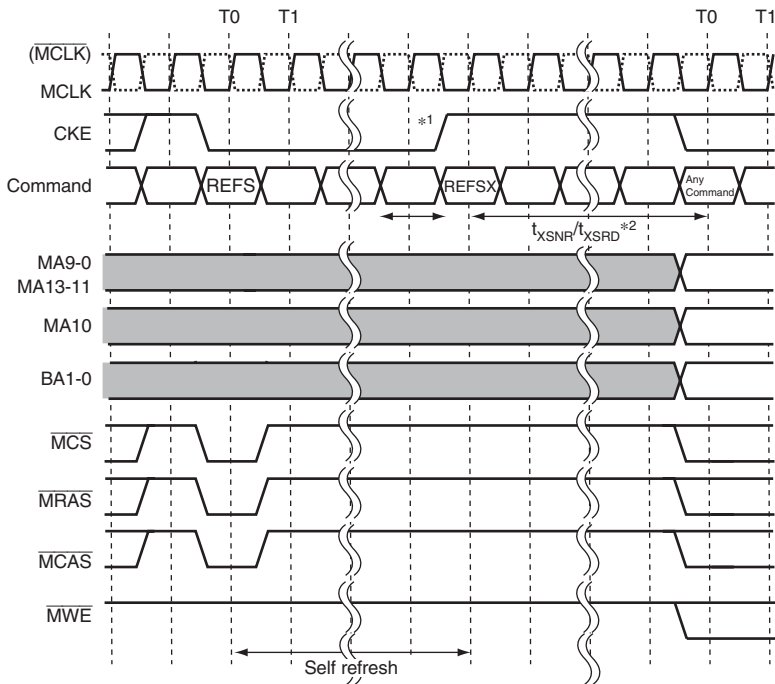 T0 T1 T0 T1
(MCLK)
MCLK
CKE *1
Command REFS REFSX Any
Command
tXSNR/tXSRD*2
MA9-0
MA13-11
MA10
BA1-0
MCS
MRAS
MCAS
MWE
Self refresh